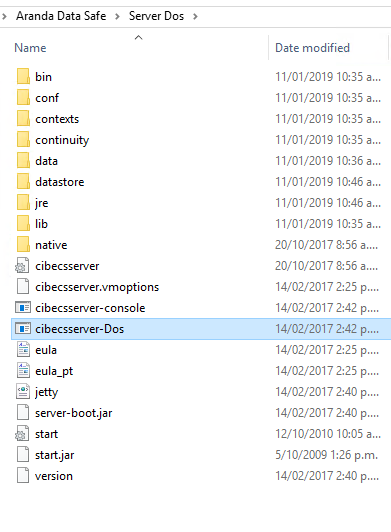 Aranda Data Safe > Server Dos >
Name Date modified
bin 11/01/2019 10:35 a...
conf 11/01/2019 10:35 a...
contexts 11/01/2019 10:35 a...
continuity 11/01/2019 10:35 a...
data 11/01/2019 10:36 a...
datastore 11/01/2019 10:46 a...
jre 11/01/2019 10:46 a...
lib 11/01/2019 10:35 a...
native 20/10/2017 8:56 a...
cibecsserver 20/10/2017 8:56 a...
cibecsserver.vmoptions 14/02/2017 2:25 p....
cibecsserver-console 14/02/2017 2:42 p....
cibecsserver-Dos 14/02/2017 2:42 p....
eula 14/02/2017 2:25 p....
eula_pt 14/02/2017 2:25 p....
jetty 14/02/2017 2:40 p....
server-boot.jar 14/02/2017 2:40 p....
start 12/10/2010 10:05 a...
start.jar 5/10/2009 1:26 p.m.
version 14/02/2017 2:40 p....